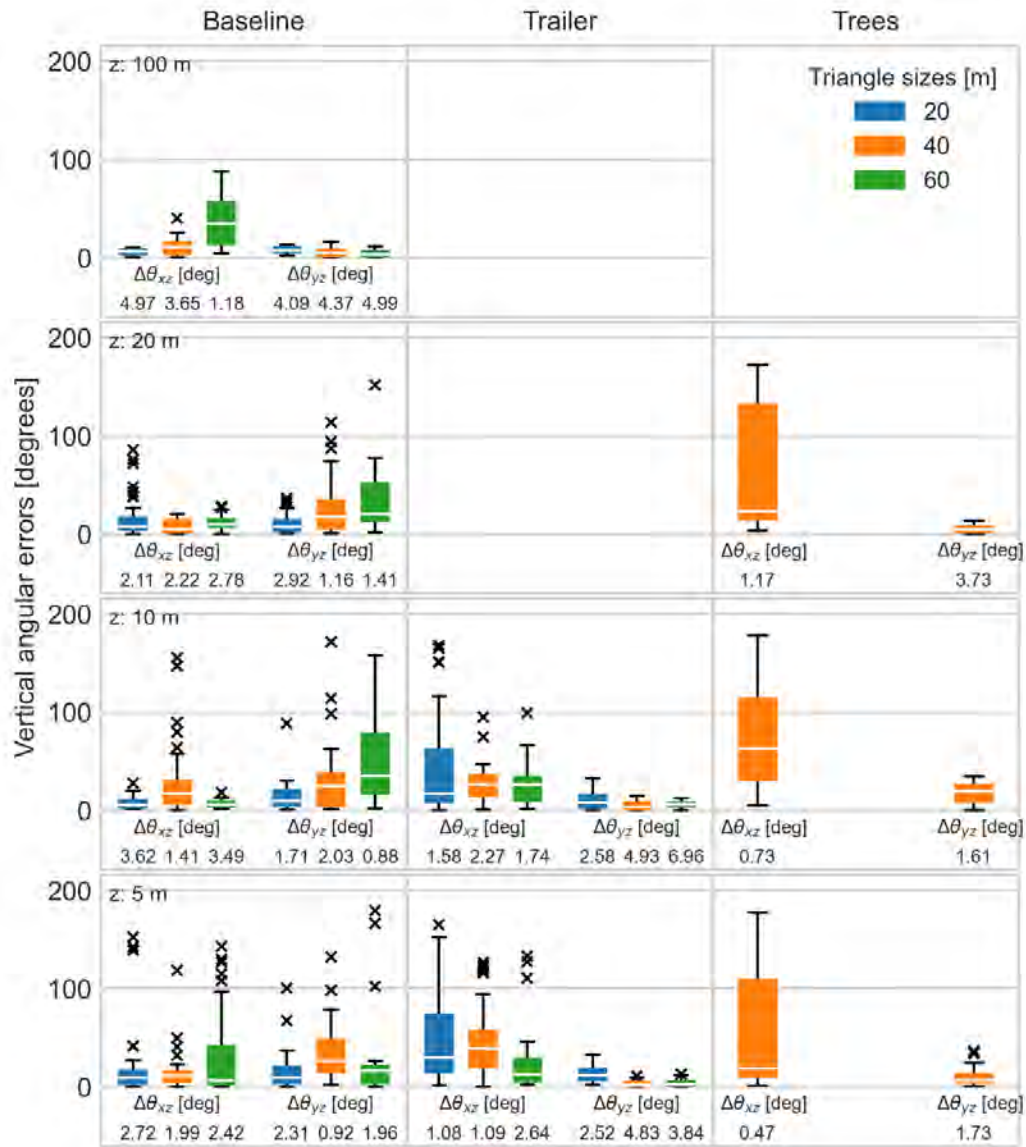 Baseline Trailer Trees
200 z: 100 m
Triangle sizes [m]
20
40
60
100
0
Δθxz [deg] Δθyz [deg]
4.97 3.65 1.18 4.09 4.37 4.99
Vertical angular errors [degrees]
200 z: 20 m
100
0
Δθxz [deg] Δθyz [deg] Δθxz [deg] Δθyz [deg]
2.11 2.22 2.78 2.92 1.16 1.41 1.17 3.73
200 z: 10 m
100
0
Δθxz [deg] Δθyz [deg] Δθxz [deg] Δθyz [deg] Δθxz [deg] Δθyz [deg]
3.62 1.41 3.49 1.71 2.03 0.88 1.58 2.27 1.74 2.58 4.93 6.96 0.73 1.61
200 z: 5 m
100
0
Δθxz [deg] Δθyz [deg] Δθxz [deg] Δθyz [deg] Δθxz [deg] Δθyz [deg]
2.72 1.99 2.42 2.31 0.92 1.96 1.08 1.09 2.64 2.52 4.83 3.84 0.47 1.73